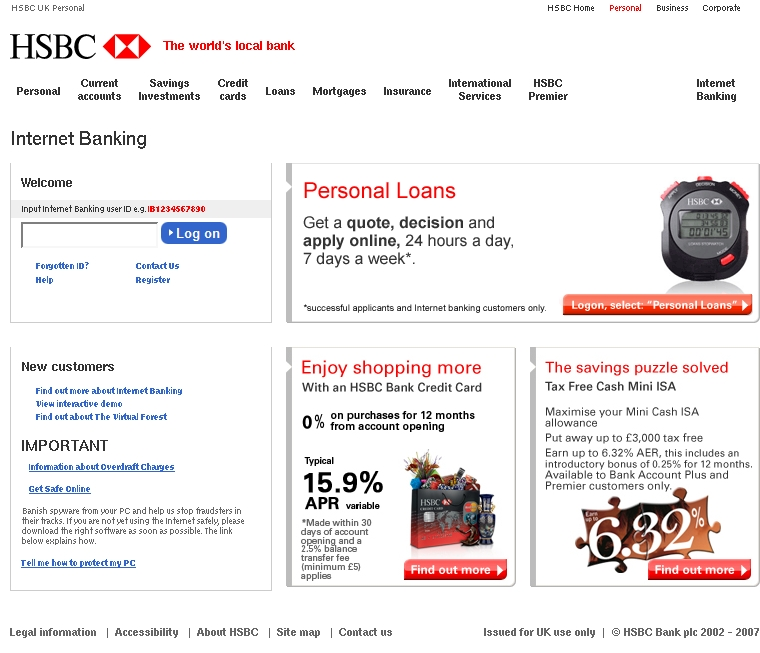 HSBC UK Personal
HSBC Home Personal Business Corporate
HSBC The world's local bank
Personal Current accounts Savings Investments Credit cards Loans Mortgages Insurance International Services HSBC Premier Internet Banking
Internet Banking
Welcome
Input Internet Banking user ID e.g. IB1234567890
Log on
Forgotten ID? Contact Us
Help Register
Personal Loans
Get a quote, decision and
apply online, 24 hours a day,
7 days a week*.
*successful applicants and Internet banking customers only.
Logon, select: "Personal Loans"
APPLY DECISION MONEY
HSBC
New customers
Find out more about Internet Banking
View interactive demo
Find out about The Virtual Forest
IMPORTANT
Information about Overdraft Charges
Get Safe Online
Banish spyware from your PC and help us stop fraudsters in
their tracks. If you are not yet using the Internet safely, please
download the right software as soon as possible. The link
below explains how.
Tell me how to protect my PC
Enjoy shopping more
With an HSBC Bank Credit Card
0% on purchases for 12 months
from account opening
Typical
15.9%
APR variable
*Made within 30
days of account
opening and a
2.5% balance
transfer fee
(minimum £5)
applies
HSBC
CREDIT CARD
Find out more
The savings puzzle solved
Tax Free Cash Mini ISA
Maximise your Mini Cash ISA
allowance
Put away up to £3,000 tax free
Earn up to 6.32% AER, this includes an
introductory bonus of 0.25% for 12 months.
Available to Bank Account Plus and
Premier customers only.
Earn
up to
6.32%
Find out more
Legal information | Accessibility | About HSBC | Site map | Contact us
Issued for UK use only | © HSBC Bank plc 2002 - 2007